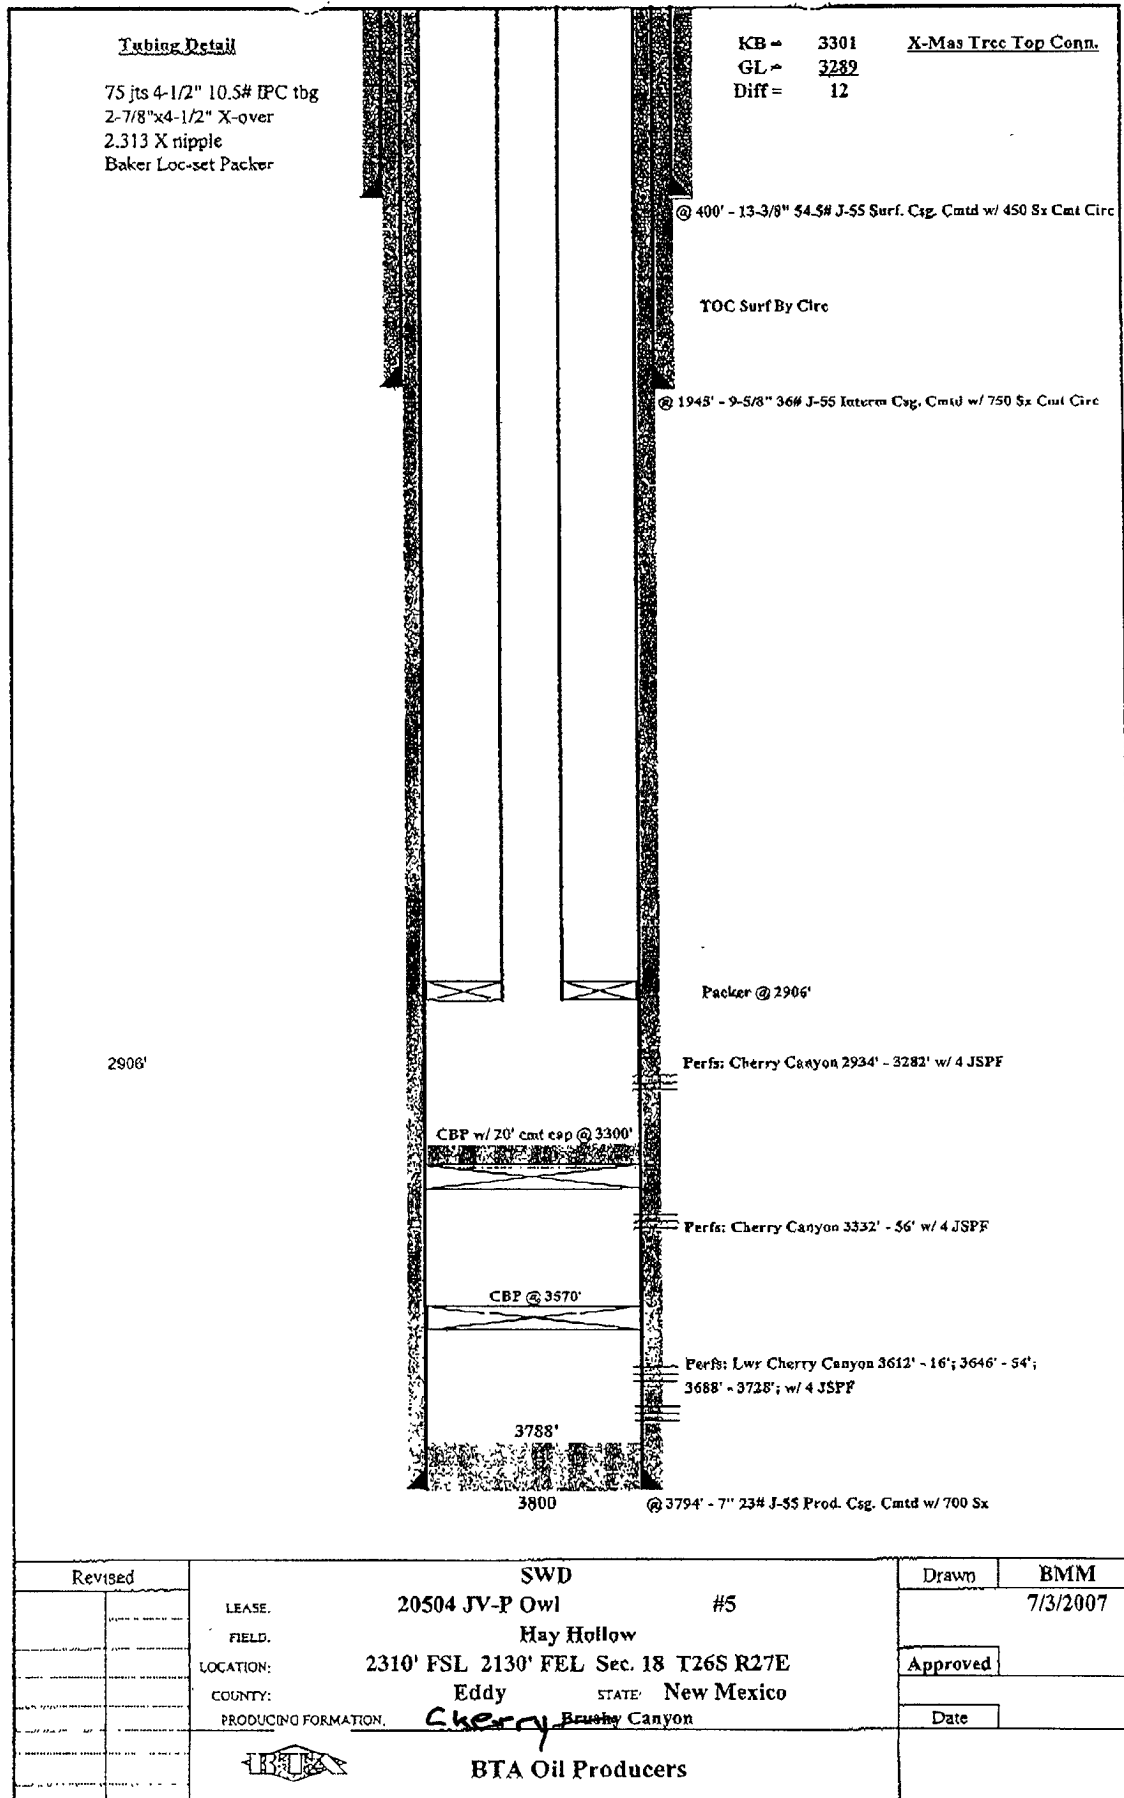 Tubing Detail
75 jts 4-1/2" 10.5# IPC tbg
2-7/8"x4-1/2" X-over
2.313 X nipple
Baker Loc-set Packer
KB = 3301
GL = 3289
Diff = 12
X-Mas Tree Top Conn.
@ 400' - 13-3/8" 54.5# J-55 Surf. Csg. Cmtd w/ 450 Sx Cmt Circ
TOC Surf By Circ
@ 1945' - 9-5/8" 36# J-55 Interm Csg. Cmtd w/ 750 Sx Cmt Circ
Packer @ 2906'
2906'
Perfs: Cherry Canyon 2934' - 3282' w/ 4 JSPF
CBP w/ 20' cmt cap @ 3300'
Perfs: Cherry Canyon 3332' - 56' w/ 4 JSPF
CBP @ 3570'
Perfs: Lwr Cherry Canyon 3612' - 16'; 3646' - 54';
3688' - 3728'; w/ 4 JSPF
3788'
3800
@ 3794' - 7" 23# J-55 Prod. Csg. Cmtd w/ 700 Sx
Revised
SWD
LEASE. 20504 JV-P Owl #5
FIELD. Hay Hollow
LOCATION: 2310' FSL 2130' FEL Sec. 18 T26S R27E
COUNTY: Eddy STATE: New Mexico
PRODUCING FORMATION. Cherry Brushy Canyon
BTA
BTA Oil Producers
Drawn BMM
7/3/2007
Approved
Date